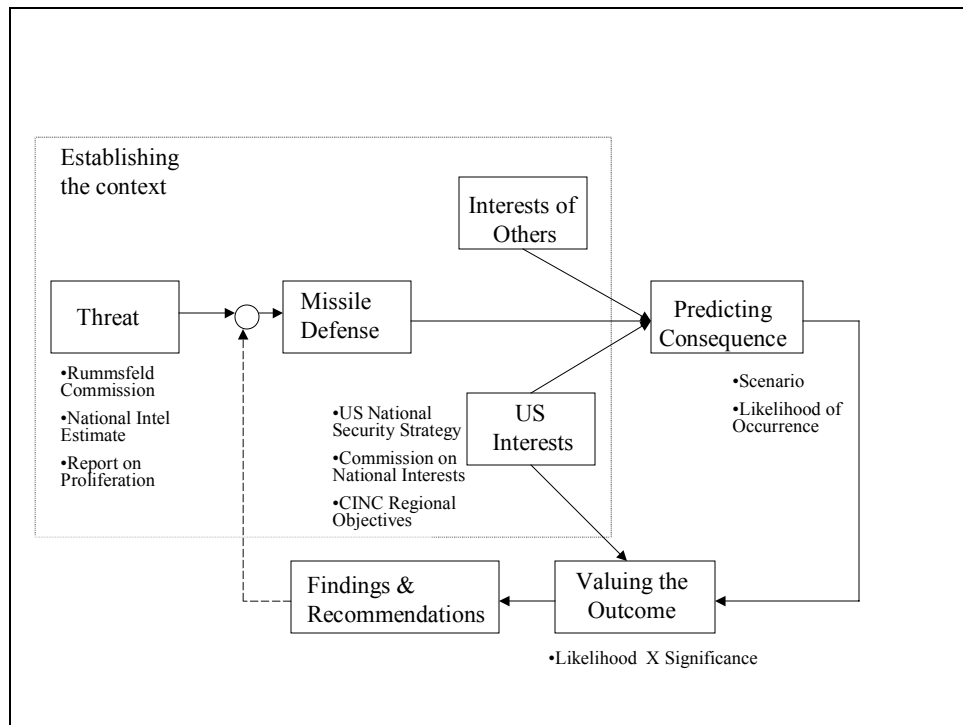 Establishing
the context
Interests of
Others
Threat
Missile
Defense
Predicting
Consequence
•Rummsfeld
Commission
•National Intel
Estimate
•Report on
Proliferation
•US National
Security Strategy
•Commission on
National Interests
•CINC Regional
Objectives
US
Interests
•Scenario
•Likelihood of
Occurrence
Findings &
Recommendations
Valuing the
Outcome
•Likelihood X Significance